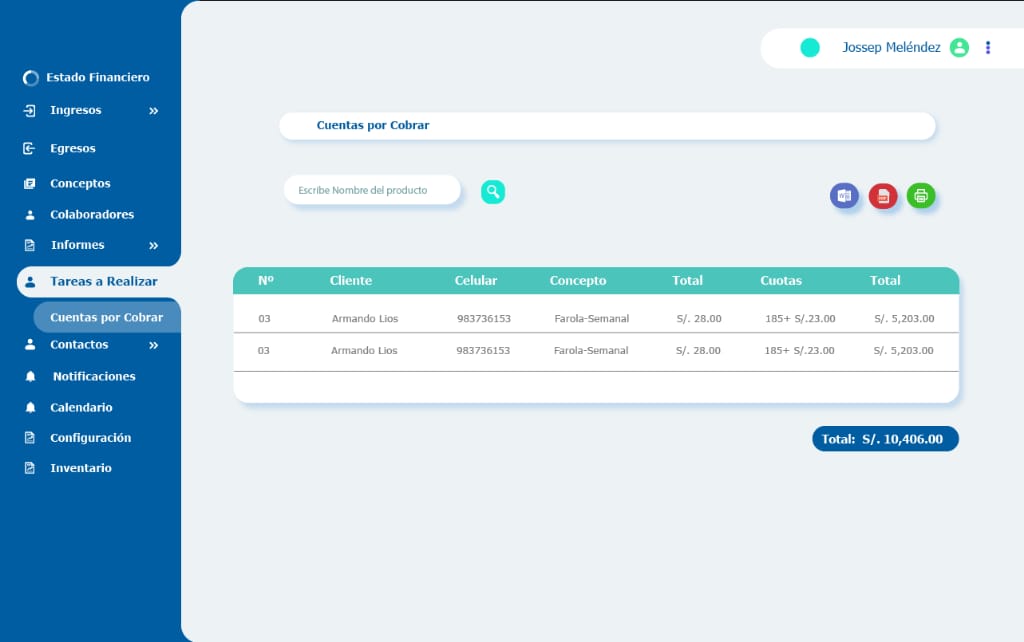 Jossep Meléndez
Estado Financiero
Ingresos
Egresos
Conceptos
Colaboradores
Informes
Tareas a Realizar
Cuentas por Cobrar
Contactos
Notificaciones
Calendario
Configuración
Inventario
Cuentas por Cobrar
Escribe Nombre del producto
Nº Cliente Celular Concepto Total Cuotas Total
03 Armando Lios 983736153 Farola-Semanal S/. 28.00 185+ S/.23.00 S/. 5,203.00
03 Armando Lios 983736153 Farola-Semanal S/. 28.00 185+ S/.23.00 S/. 5,203.00
Total: S/. 10,406.00